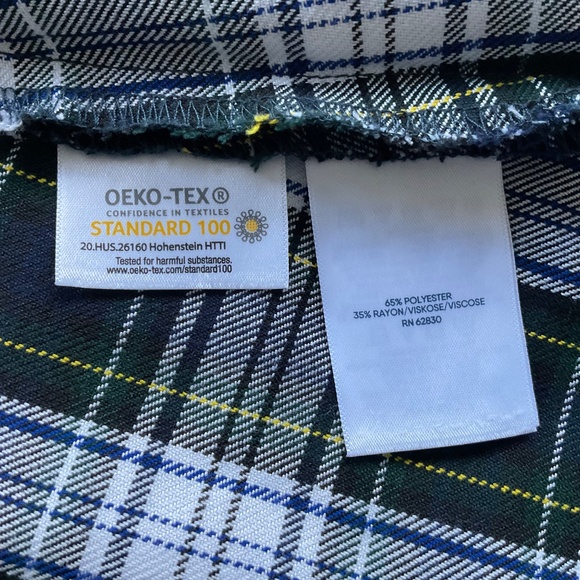 OEKO-TEX®
CONFIDENCE IN TEXTILES
STANDARD 100
20.HUS.26160 Hohenstein HTTI
Tested for harmful substances.
www.oeko-tex.com/standard100
65% POLYESTER
35% RAYON/VISKOSE/VISCOSE
RN 62830